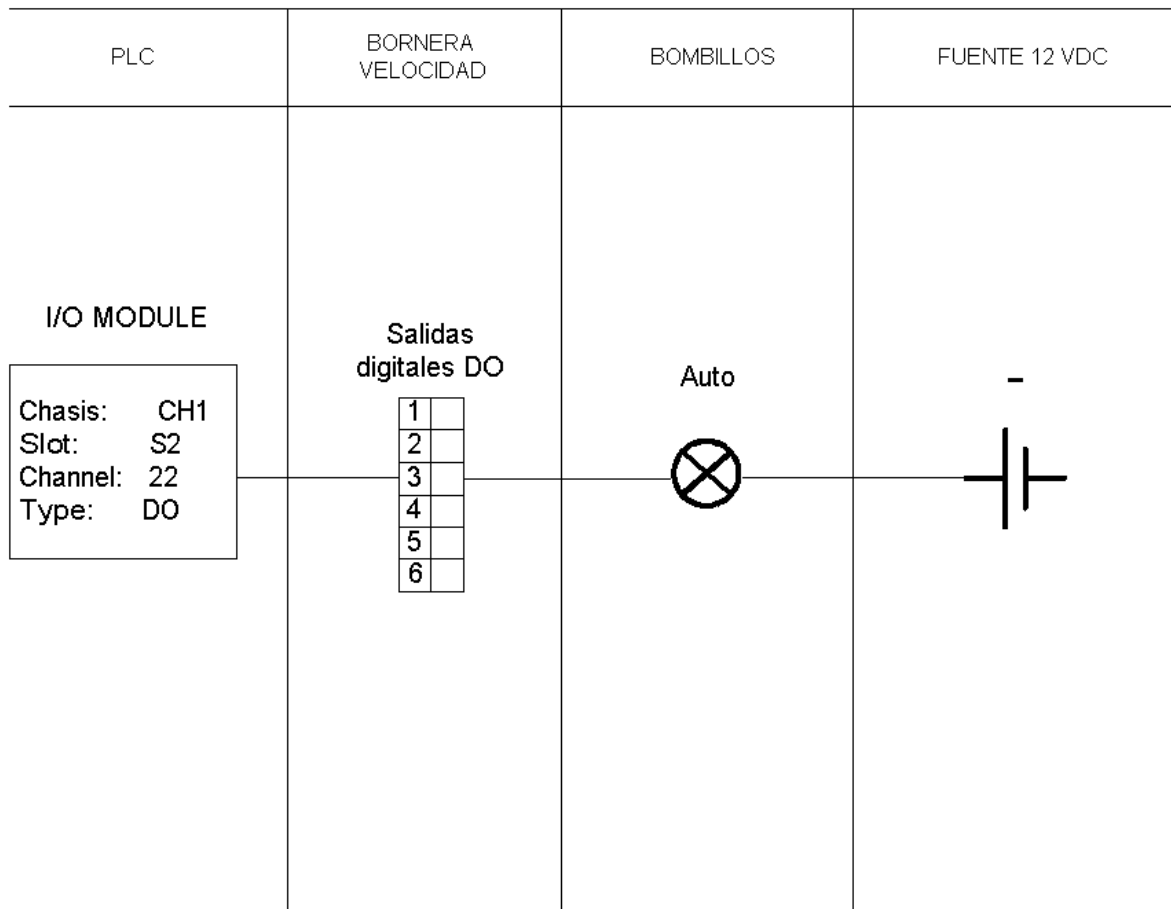 PLC
BORNERA
VELOCIDAD
BOMBILLOS
FUENTE 12 VDC
I/O MODULE
Chasis: CH1
Slot: S2
Channel: 22
Type: DO
Salidas
digitales DO
1
2
3
4
5
6
Auto
-